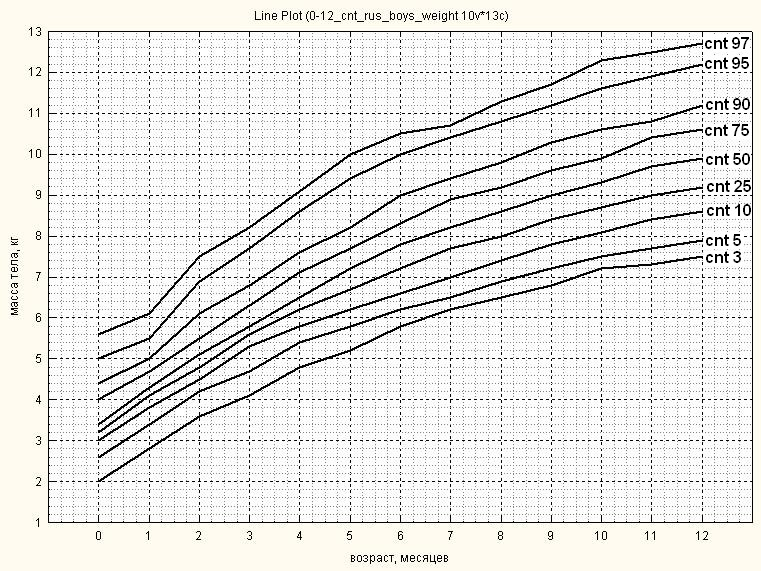 Line Plot (0-12_cnt_rus_boys_weight 10v*13c)
13
12
11
10
9
8
7
6
5
4
3
2
1
масса тела, кг
cnt 97
cnt 95
cnt 90
cnt 75
cnt 50
cnt 25
cnt 10
cnt 5
cnt 3
0 1 2 3 4 5 6 7 8 9 10 11 12
возраст, месяцев